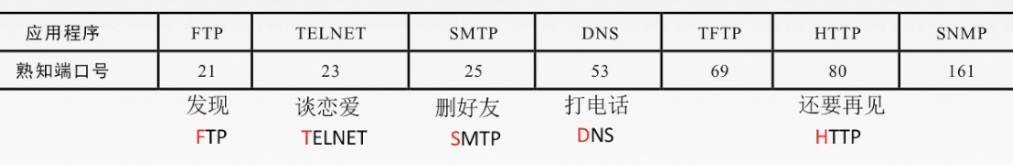 应用程序 FTP TELNET SMTP DNS TFTP HTTP SNMP
熟知端口号 21 23 25 53 69 80 161
发现 谈恋爱 删好友 打电话 还要再见
FTP TELNET SMTP DNS HTTP